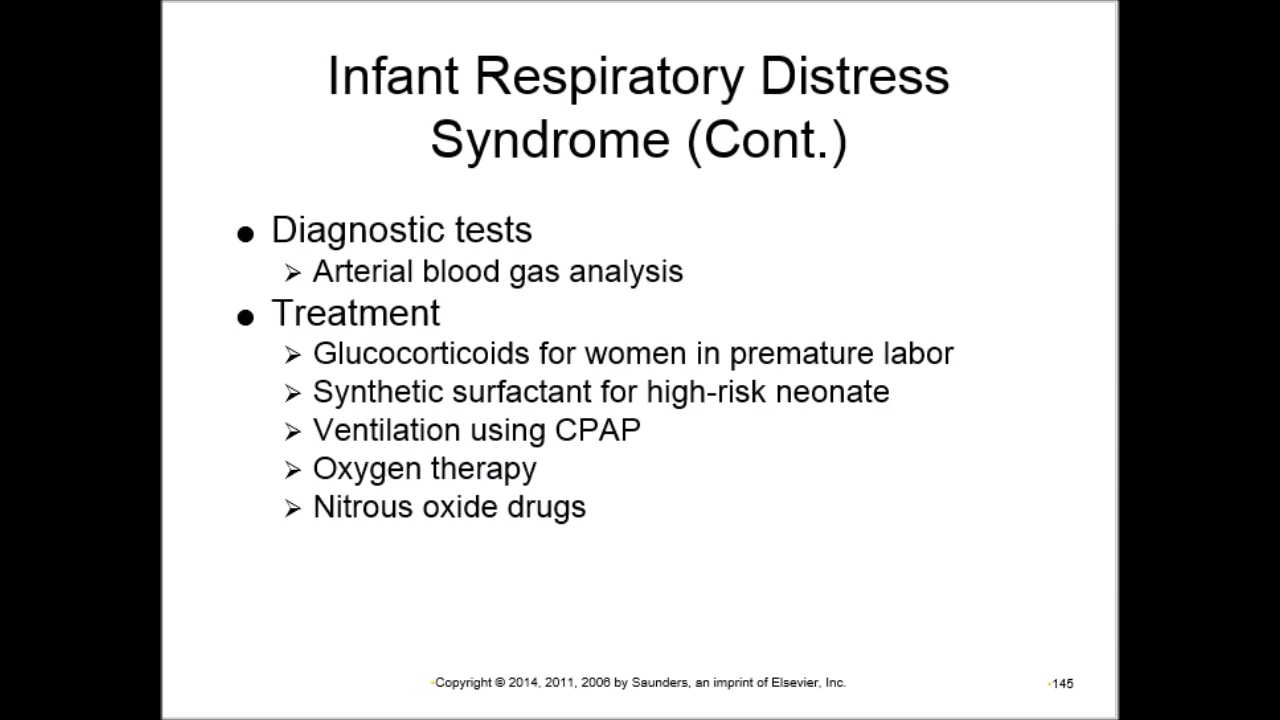 Infant Respiratory Distress
Syndrome (Cont.)
● Diagnostic tests
➢ Arterial blood gas analysis
● Treatment
➢ Glucocorticoids for women in premature labor
➢ Synthetic surfactant for high-risk neonate
➢ Ventilation using CPAP
➢ Oxygen therapy
➢ Nitrous oxide drugs
Copyright © 2014, 2011, 2006 by Saunders, an imprint of Elsevier, Inc.
145